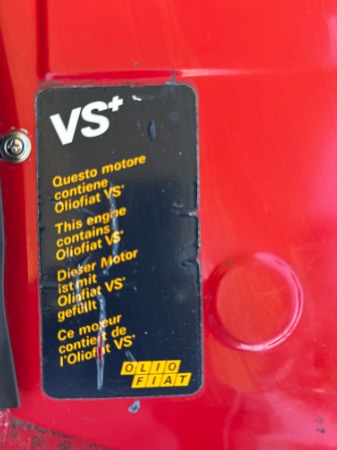 VS+
Questo motore
contiene
Oliofiat VS+
This engine
contains
Oliofiat VS+
Dieser Motor
ist mit
Oliofiat VS+
gefüllt
Ce moteur
contient de
l'Oliofiat VS+
OLIO
FIAT